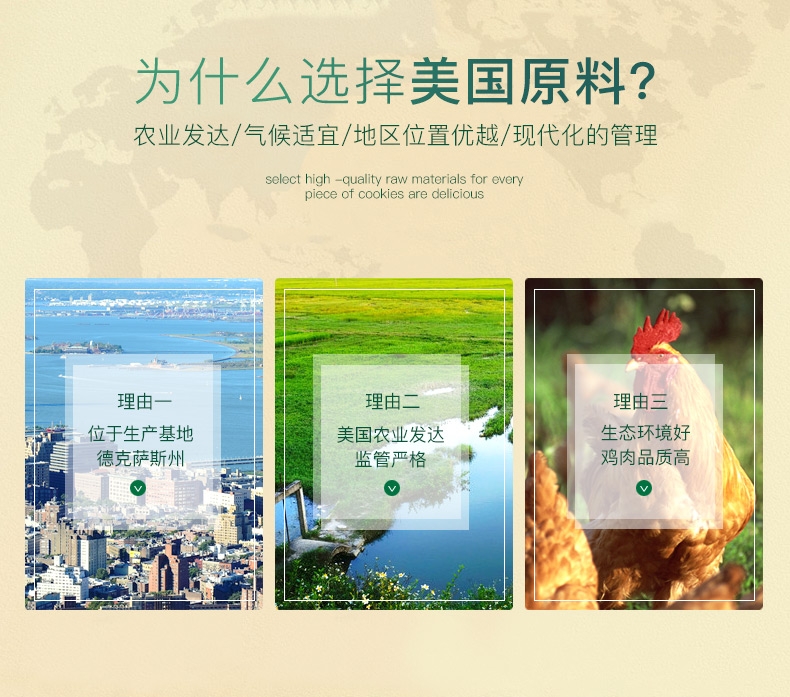 为什么选择美国原料?
农业发达/气候适宜/地区位置优越/现代化的管理
select high -quality raw materials for every
piece of cookies are delicious
理由一
位于生产基地
德克萨斯州
理由二
美国农业发达
监管严格
理由三
生态环境好
鸡肉品质高